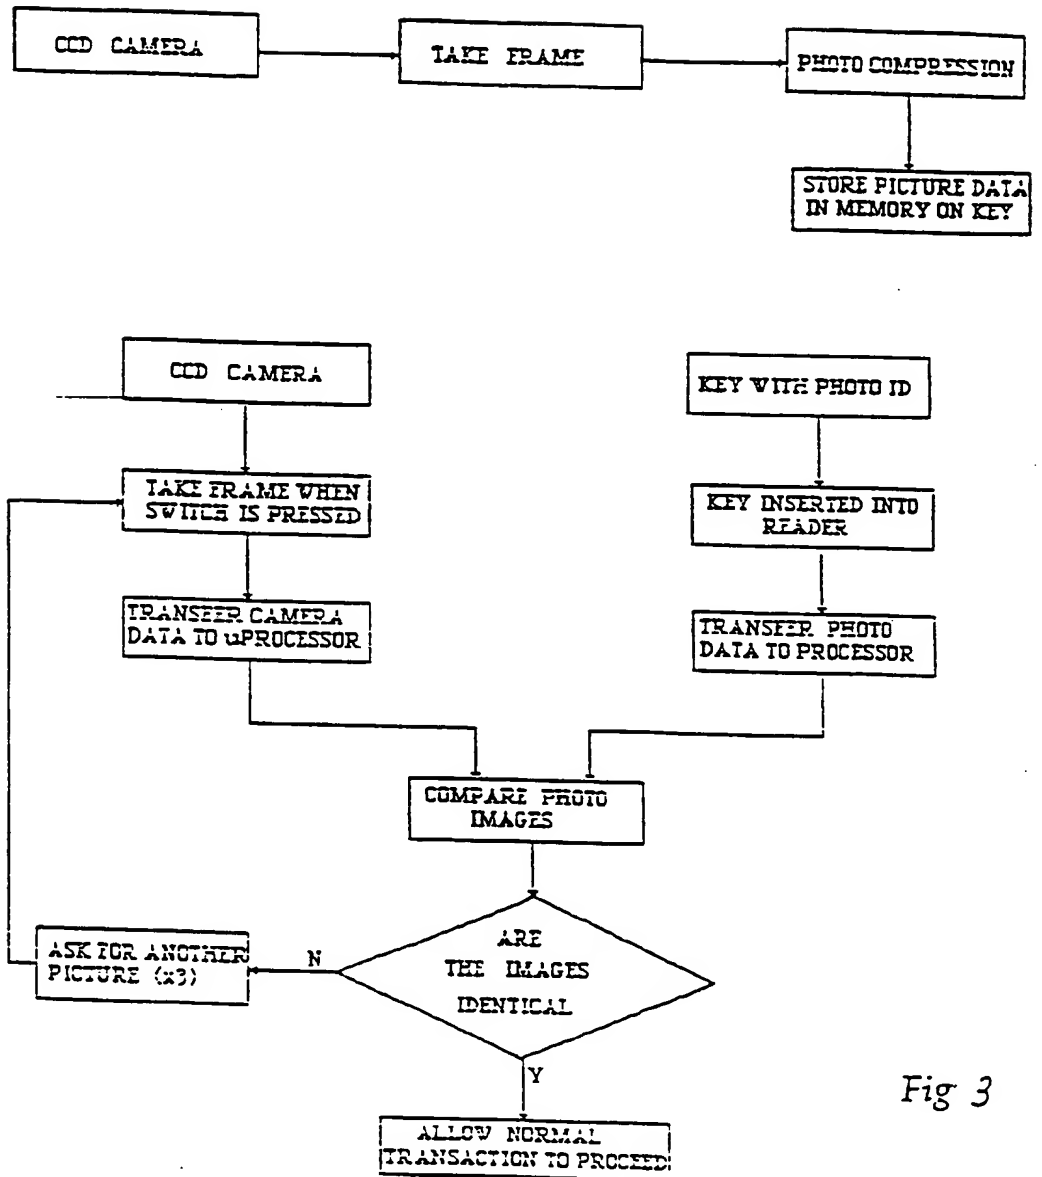 CCD CAMERA
TAKE FRAME
PHOTO COMPRESSION
STORE PICTURE DATA
IN MEMORY ON KEY
CCD CAMERA
TAKE FRAME WHEN
SWITCH IS PRESSED
TRANSFER CAMERA
DATA TO uPROCESSOR
KEY WITH PHOTO ID
KEY INSERTED INTO
READER
TRANSFER PHOTO
DATA TO PROCESSOR
COMPARE PHOTO
IMAGES
ARE
THE IMAGES
IDENTICAL
N
ASK FOR ANOTHER
PICTURE (x3)
Y
ALLOW NORMAL
TRANSACTION TO PROCEED
Fig 3